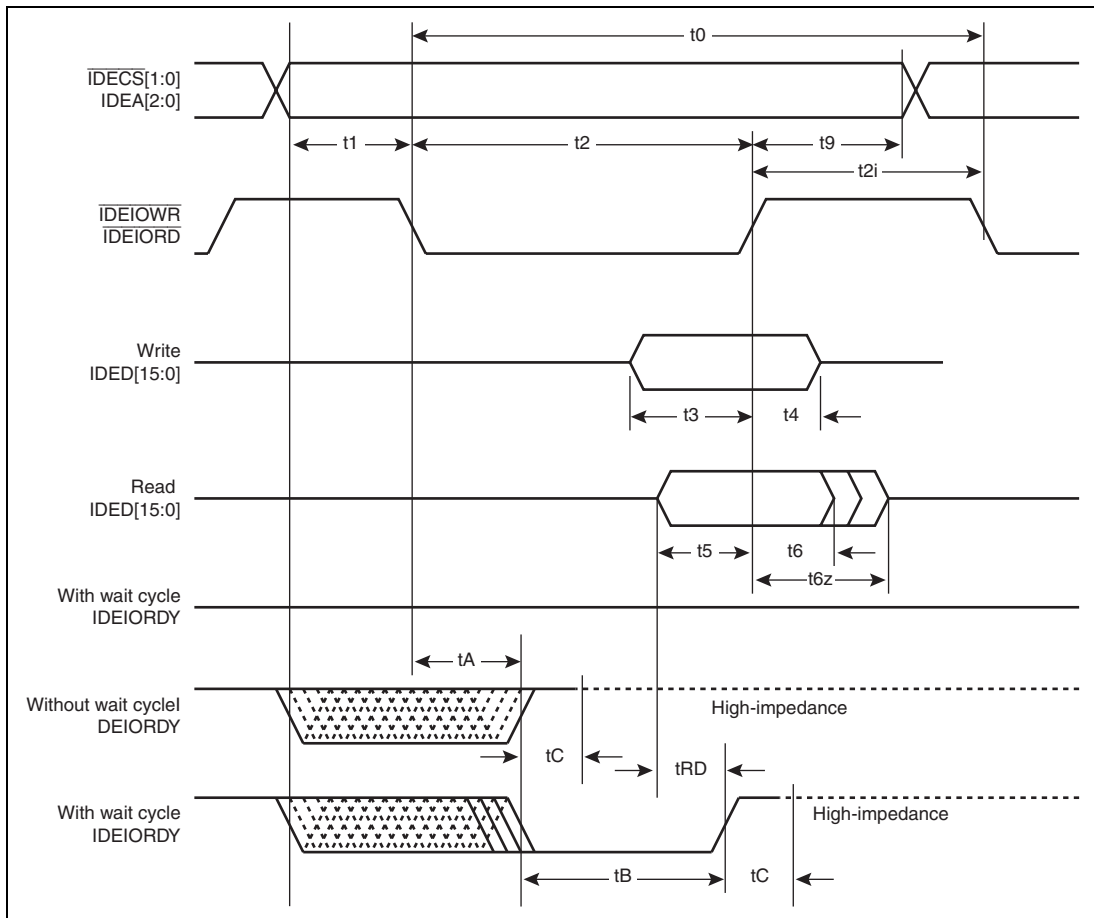 t0
IDECS[1:0]
IDEA[2:0]
t1
t2
t9
t2i
IDEIOWR
IDEIORD
Write
IDED[15:0]
t3
t4
Read
IDED[15:0]
t5
t6
t6z
With wait cycle
IDEIORDY
tA
Without wait cyclel
DEIORDY
High-impedance
tC
tRD
With wait cycle
IDEIORDY
High-impedance
tB
tC